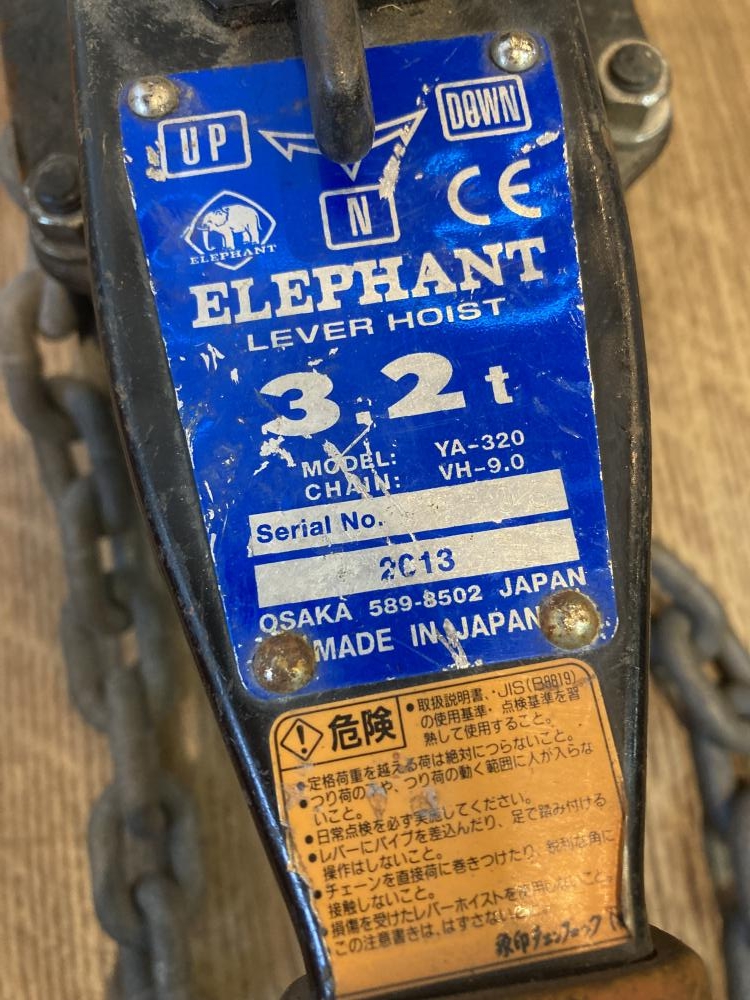 UP
DOWN
N
CE
ELEPHANT
ELEPHANT
LEVER HOIST
3.2 t
MODEL: YA-320
CHAIN: VH-9.0
Serial No.
2013
OSAKA 589-8502 JAPAN
MADE IN JAPAN
危険
●取扱説明書、JIS(B8819)
の使用基準・点検基準を習
熟して使用すること。
●定格荷重を越える荷は絶対につらないこと。
●つり荷の下や、つり荷の動く範囲に人が入らな
いこと。
●日常点検を必ず実施してください。
●レバーにパイプを差込んだり、足で踏み付ける
操作はしないこと。
●チェーンを直接荷に巻きつけたり、鋭利な角に
接触しないこと。
●損傷を受けたレバーホイストを使用しないこと。
この注意書きは、はずさないこと。
象印チェンブロック